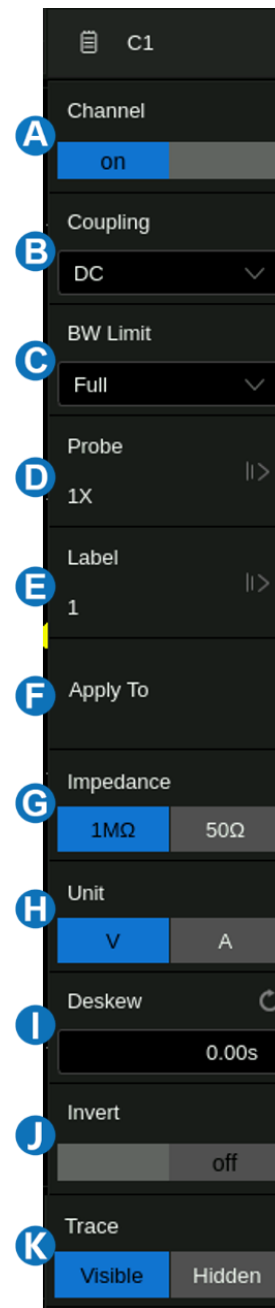 C1
A
Channel
on
B
Coupling
DC
C
BW Limit
Full
D
Probe
1X
E
Label
1
F
Apply To
G
Impedance
1MΩ 50Ω
H
Unit
V A
I
Deskew
0.00s
J
Invert
off
K
Trace
Visible Hidden